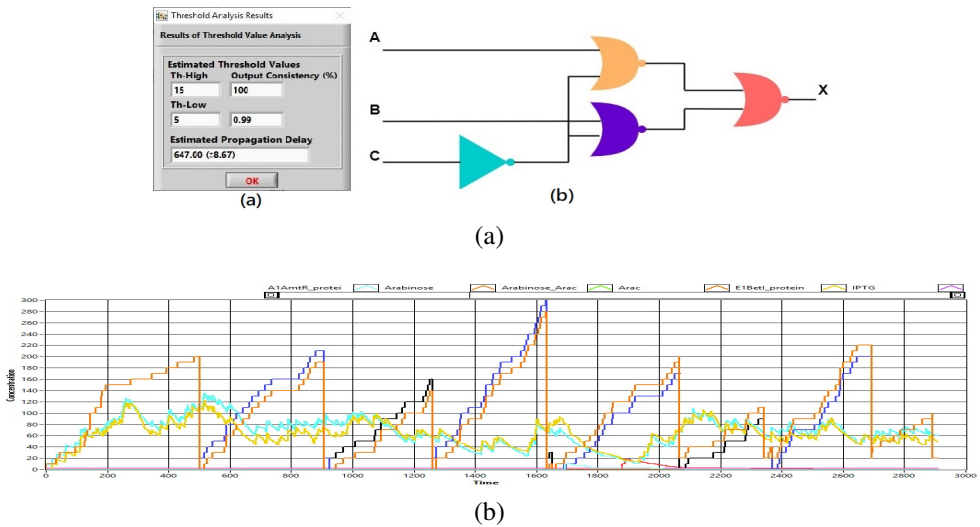 Threshold Analysis Results
Results of Threshold Value Analysis
Estimated Threshold Values
Th-High Output Consistency (%)
15 100
Th-Low
5 0.99
Estimated Propagation Delay
647.00 (±8.67)
OK
(a)
A
B
C
X
(b)
(a)
A1AmtR_protei Arabinose Arabinose_Arac Arac E1BetI_protein IPTG
300
280
260
240
220
200
180
160
140
120
100
80
60
40
20
0
Concentration
0 200 400 600 800 1000 1200 1400 1600 1800 2000 2200 2400 2600 2800 3000
Time
(b)